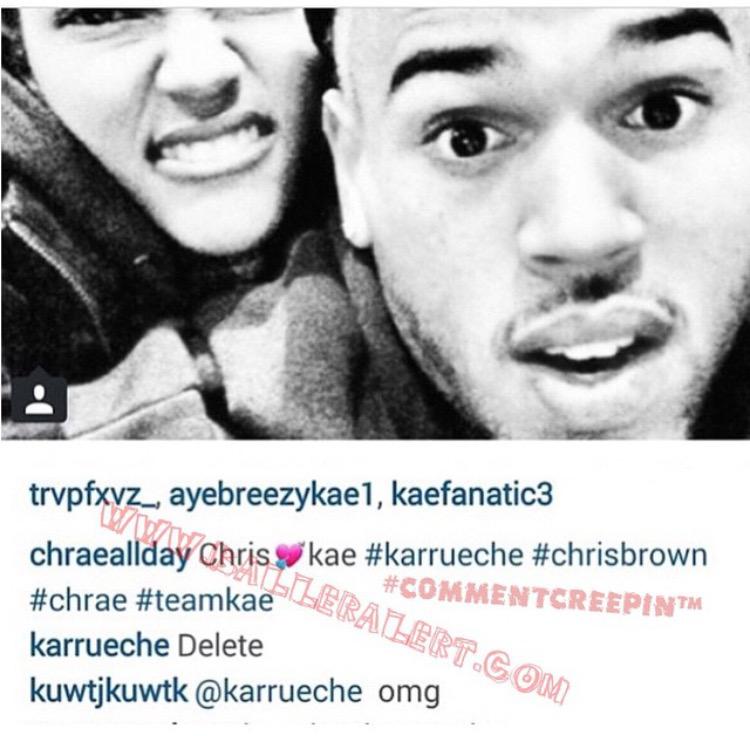 trvpfxvz_, ayebreezykae1, kaefanatic3
chraeallday Chris💘kae #karrueche #chrisbrown
#chrae #teamkae
karrueche Delete
kuwtjkuwtk @karrueche omg
WWW.BALLERALERT.COM
#COMMENTCREEPIN™